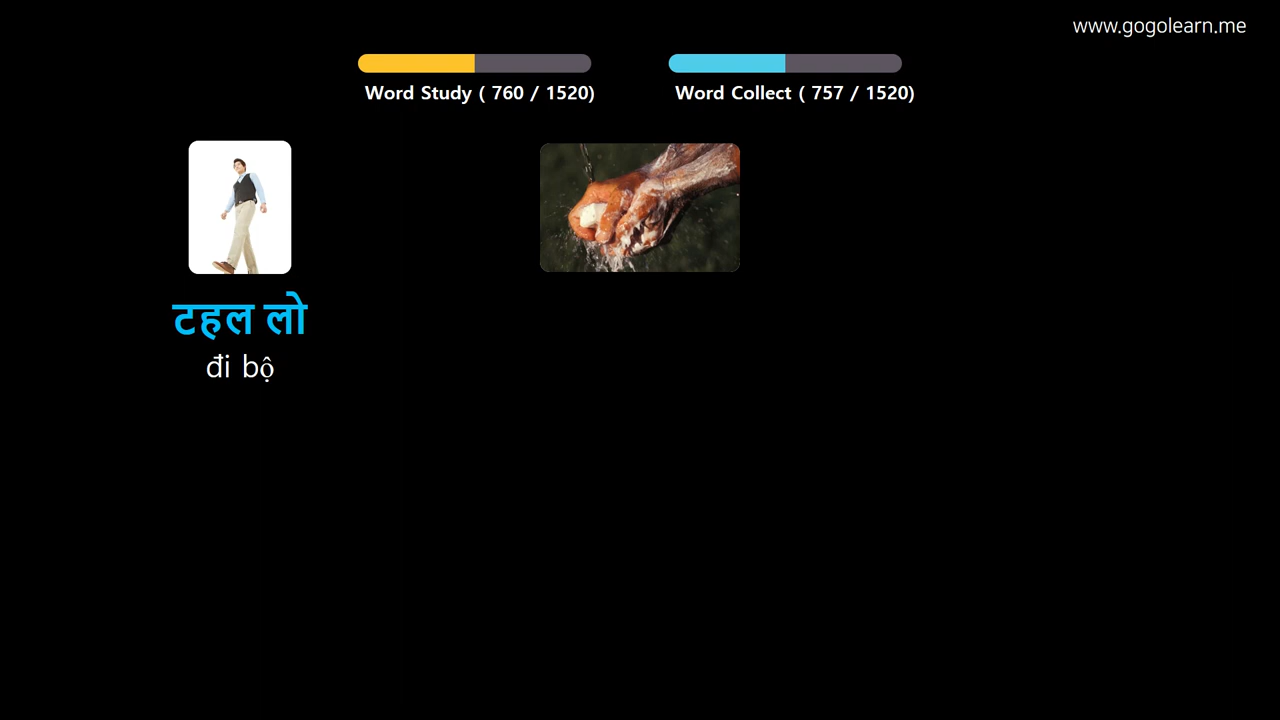 www.gogolearn.me
Word Study ( 760 / 1520)
Word Collect ( 757 / 1520)
टहल लो
đi bộ